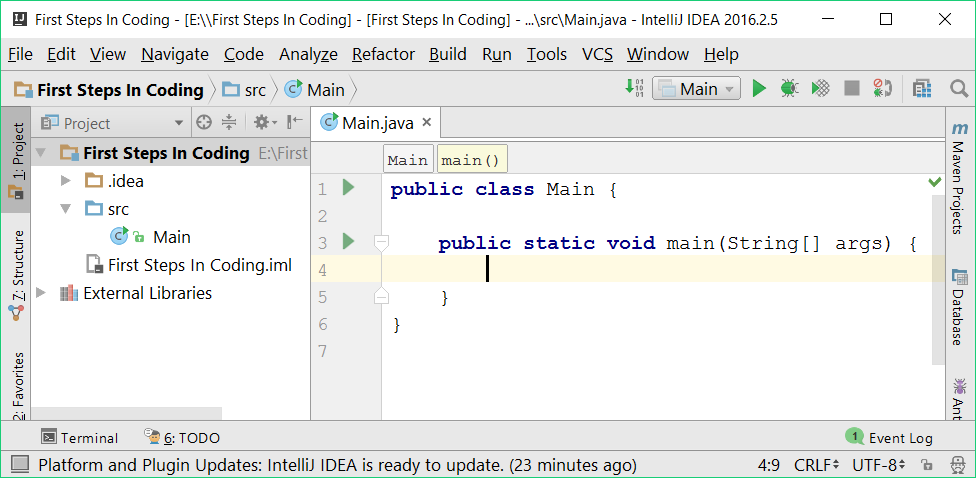 First Steps In Coding - [E:\\First Steps In Coding] - [First Steps In Coding] - ...\src\Main.java - IntelliJ IDEA 2016.2.5
File Edit View Navigate Code Analyze Refactor Build Run Tools VCS Window Help
First Steps In Coding src Main
Main
1: Project
Project
Main.java ×
First Steps In Coding E:\First
.idea
src
Main
First Steps In Coding.iml
External Libraries
Z: Structure
2: Favorites
Main main()
1 public class Main {
2
3 public static void main(String[] args) {
4
5 }
6 }
7
Maven Projects
Database
Ant
Terminal 6: TODO 1 Event Log
Platform and Plugin Updates: IntelliJ IDEA is ready to update. (23 minutes ago) 4:9 CRLF UTF-8